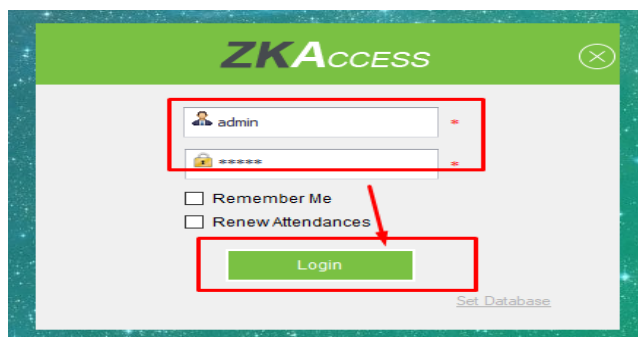 ZKACCESS
admin *
***** *
Remember Me
Renew Attendances
Login
Set Database